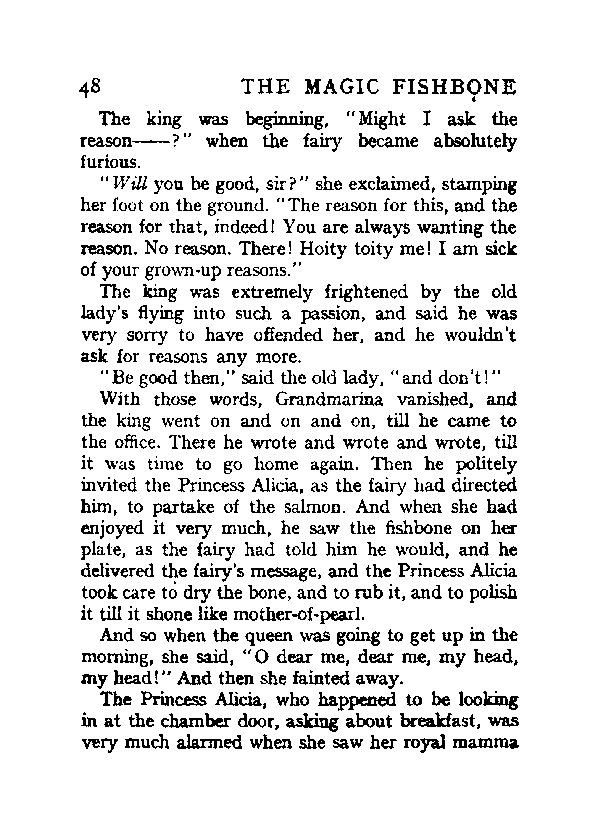 48 THE MAGIC FISHBONE
The king was beginning, "Might I ask the
reason——?" when the fairy became absolutely
furious.
"Will you be good, sir?" she exclaimed, stamping
her foot on the ground. "The reason for this, and the
reason for that, indeed! You are always wanting the
reason. No reason. There! Hoity toity me! I am sick
of your grown-up reasons."
The king was extremely frightened by the old
lady's flying into such a passion, and said he was
very sorry to have offended her, and he wouldn't
ask for reasons any more.
"Be good then," said the old lady, "and don't!"
With those words, Grandmarina vanished, and
the king went on and on and on, till he came to
the office. There he wrote and wrote and wrote, till
it was time to go home again. Then he politely
invited the Princess Alicia, as the fairy had directed
him, to partake of the salmon. And when she had
enjoyed it very much, he saw the fishbone on her
plate, as the fairy had told him he would, and he
delivered the fairy's message, and the Princess Alicia
took care to dry the bone, and to rub it, and to polish
it till it shone like mother-of-pearl.
And so when the queen was going to get up in the
morning, she said, "O dear me, dear me, my head,
my head!" And then she fainted away.
The Princess Alicia, who happened to be looking
in at the chamber door, asking about breakfast, was
very much alarmed when she saw her royal mamma